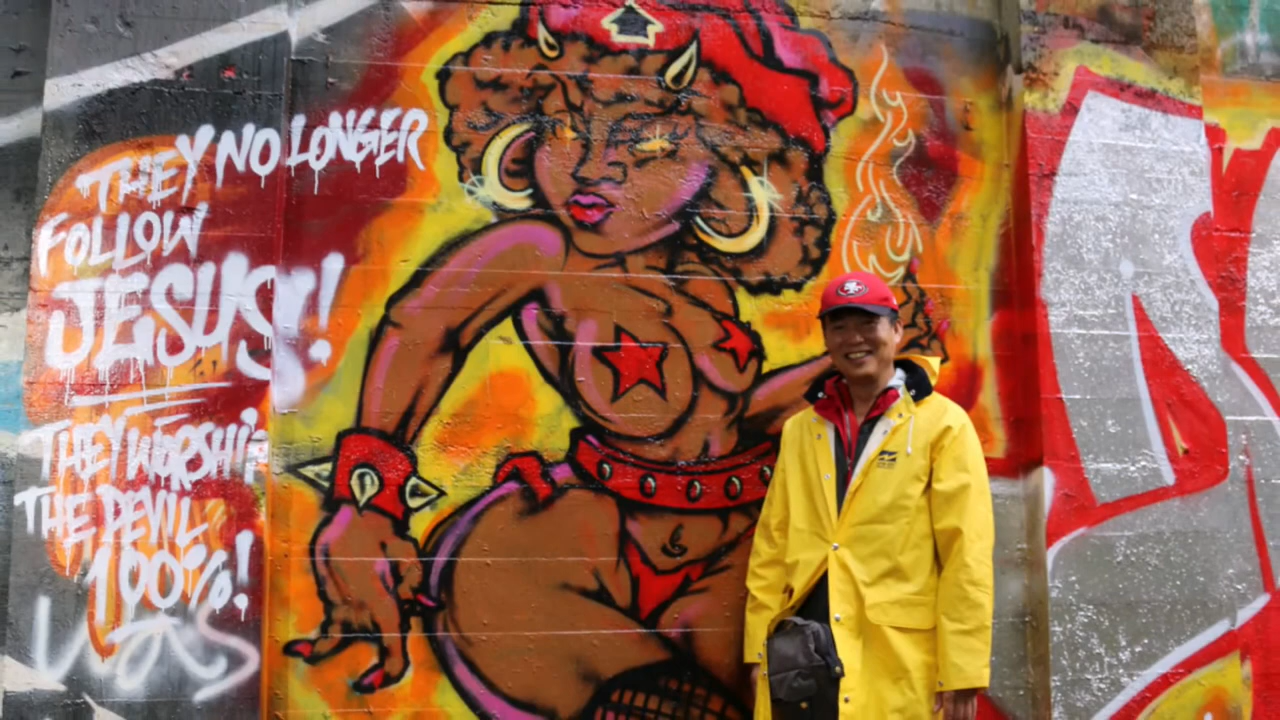 THEY NO LONGER
FOLLOW
JESUS!
THEY WORSHIP
THE DEVIL
100%!